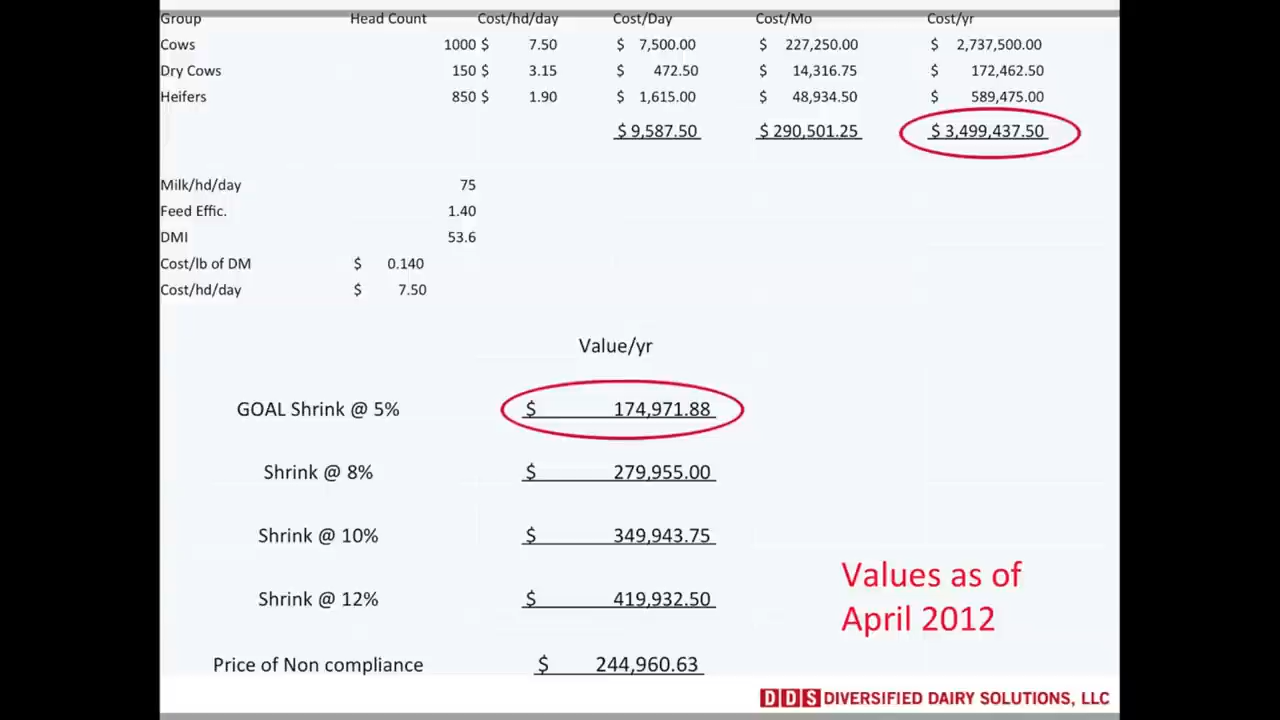 Group Head Count Cost/hd/day Cost/Day Cost/Mo Cost/yr
Cows 1000 $ 7.50 $ 7,500.00 $ 227,250.00 $ 2,737,500.00
Dry Cows 150 $ 3.15 $ 472.50 $ 14,316.75 $ 172,462.50
Heifers 850 $ 1.90 $ 1,615.00 $ 48,934.50 $ 589,475.00
$ 9,587.50 $ 290,501.25 $ 3,499,437.50
Milk/hd/day 75
Feed Effic. 1.40
DMI 53.6
Cost/lb of DM $ 0.140
Cost/hd/day $ 7.50
Value/yr
GOAL Shrink @ 5% $ 174,971.88
Shrink @ 8% $ 279,955.00
Shrink @ 10% $ 349,943.75
Shrink @ 12% $ 419,932.50
Values as of
April 2012
Price of Non compliance $ 244,960.63
DDS DIVERSIFIED DAIRY SOLUTIONS, LLC